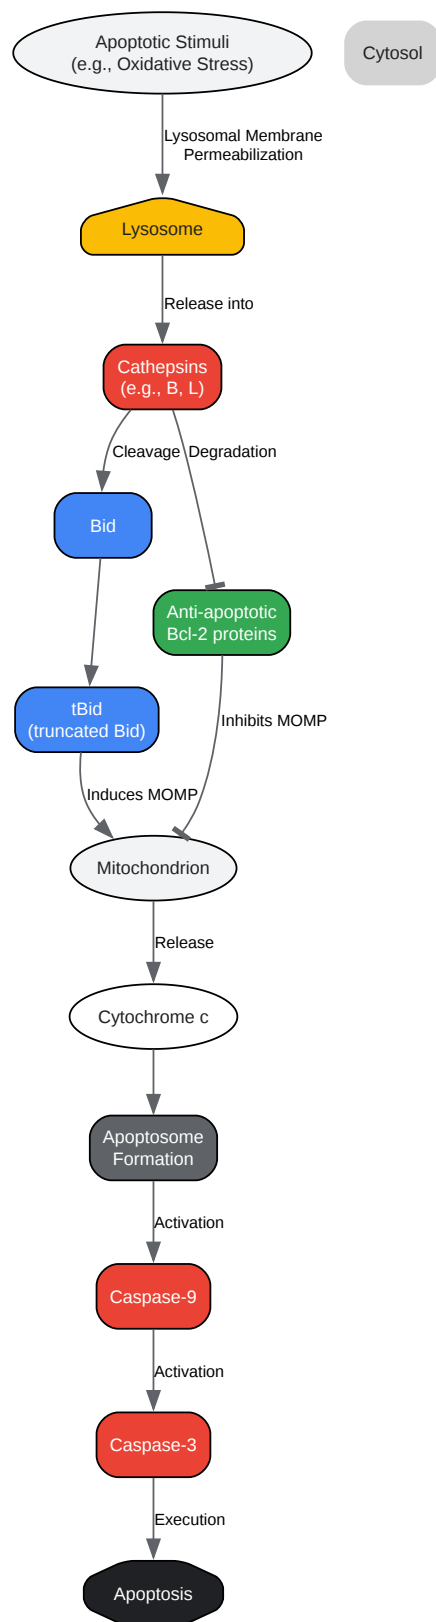 Apoptotic Stimuli
(e.g., Oxidative Stress)
Cytosol
Lysosomal Membrane
Permeabilization
Lysosome
Release into
Cathepsins
(e.g., B, L)
Cleavage
Degradation
Bid
Anti-apoptotic
Bcl-2 proteins
tBid
(truncated Bid)
Inhibits MOMP
Induces MOMP
Mitochondrion
Release
Cytochrome c
Apoptosome
Formation
Activation
Caspase-9
Activation
Caspase-3
Execution
Apoptosis